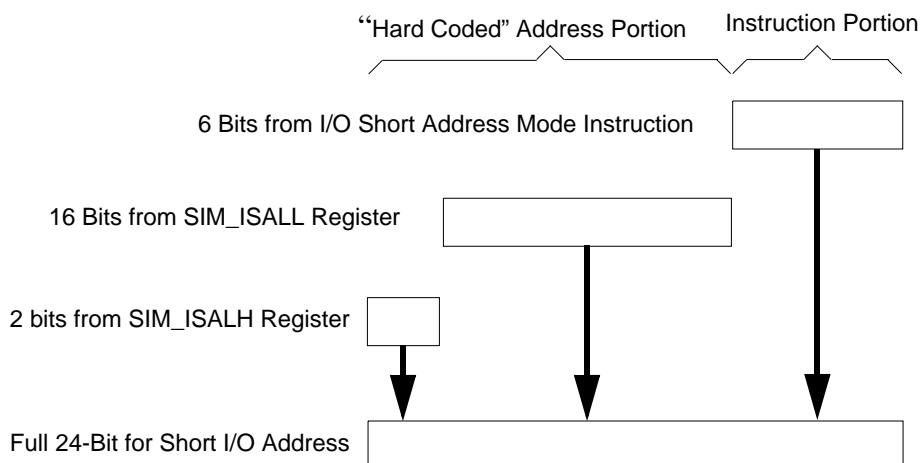 “Hard Coded” Address Portion
Instruction Portion
6 Bits from I/O Short Address Mode Instruction
16 Bits from SIM_ISALL Register
2 bits from SIM_ISALH Register
Full 24-Bit for Short I/O Address